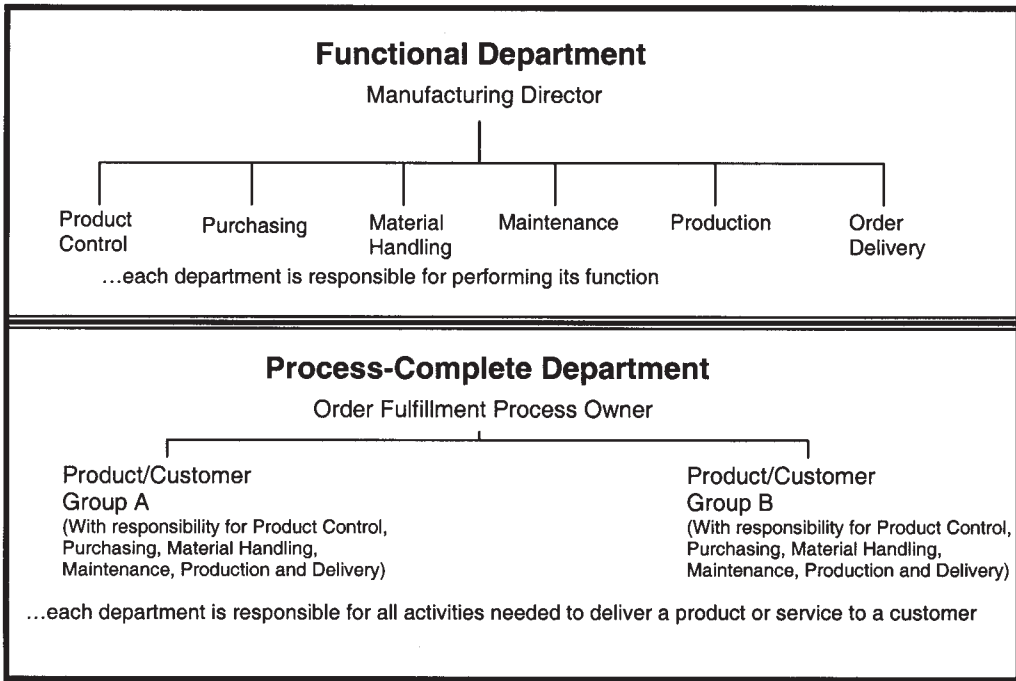 Functional Department
Manufacturing Director
Product
Control
Purchasing
Material
Handling
Maintenance
Production
Order
Delivery
...each department is responsible for performing its function
Process-Complete Department
Order Fulfillment Process Owner
Product/Customer
Group A
(With responsibility for Product Control,
Purchasing, Material Handling,
Maintenance, Production and Delivery)
Product/Customer
Group B
(With responsibility for Product Control,
Purchasing, Material Handling,
Maintenance, Production and Delivery)
...each department is responsible for all activities needed to deliver a product or service to a customer